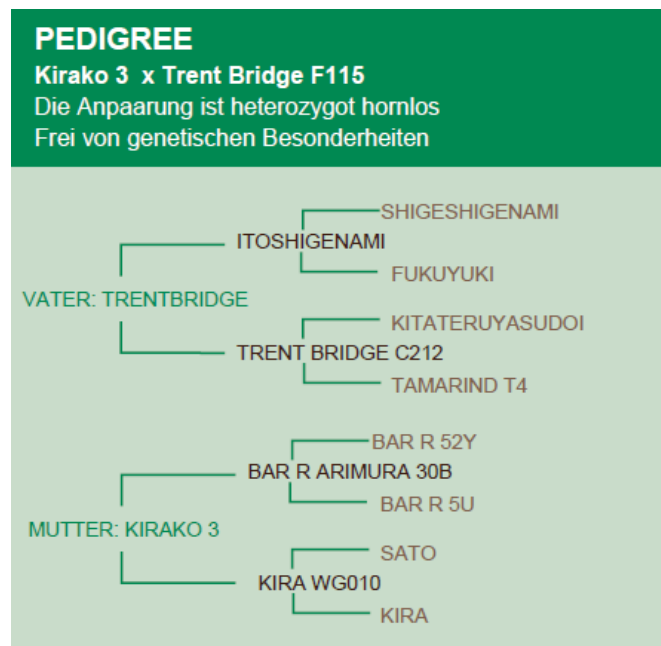 PEDIGREE
Kirako 3 x Trent Bridge F115
Die Anpaarung ist heterozygot hornlos
Frei von genetischen Besonderheiten
SHIGESHIGENAMI
ITOSHIGENAMI
FUKUYUKI
VATER: TRENTBRIDGE
KITATERUYASUDOI
TRENT BRIDGE C212
TAMARIND T4
BAR R 52Y
BAR R ARIMURA 30B
BAR R 5U
MUTTER: KIRAKO 3
SATO
KIRA WG010
KIRA